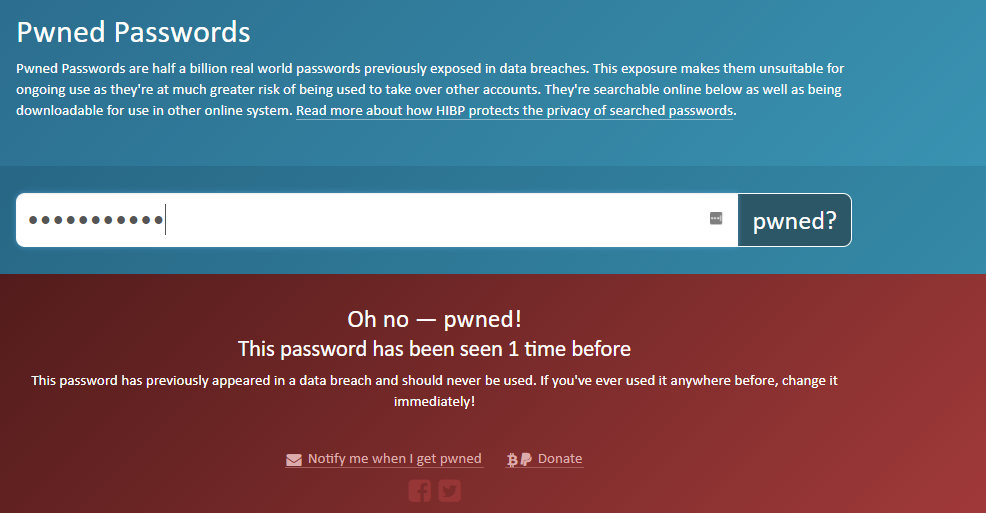 Pwned Passwords
Pwned Passwords are half a billion real world passwords previously exposed in data breaches. This exposure makes them unsuitable for
ongoing use as they're at much greater risk of being used to take over other accounts. They're searchable online below as well as being
downloadable for use in other online system. Read more about how HIBP protects the privacy of searched passwords.
●●●●●●●●●●●
pwned?
Oh no — pwned!
This password has been seen 1 time before
This password has previously appeared in a data breach and should never be used. If you've ever used it anywhere before, change it
immediately!
Notify me when I get pwned Donate